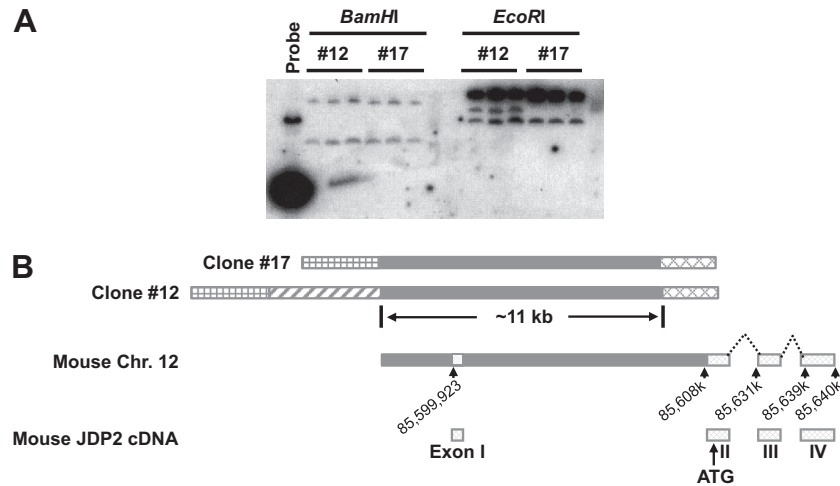 A
BamHI EcoRI
Probe #12 #17 #12 #17
B
Clone #17
Clone #12
~11 kb
Mouse Chr. 12
85,599,923 85,608k 85,631k 85,639k 85,640k
Mouse JDP2 cDNA
Exon I II III IV
ATG